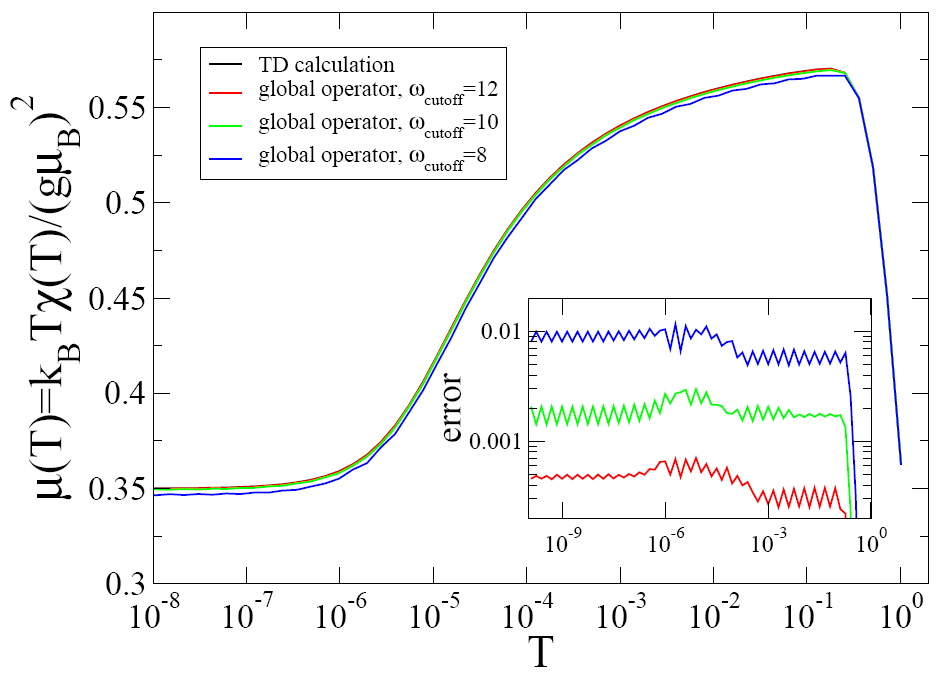 μ(T)=k_B Tχ(T)/(gμ_B)^2
0.55
0.5
0.45
0.4
0.35
0.3
TD calculation
global operator, ω_cutoff=12
global operator, ω_cutoff=10
global operator, ω_cutoff=8
error
0.01
0.001
10^-9 10^-6 10^-3 10^0
10^-8 10^-7 10^-6 10^-5 10^-4 10^-3 10^-2 10^-1 10^0
T